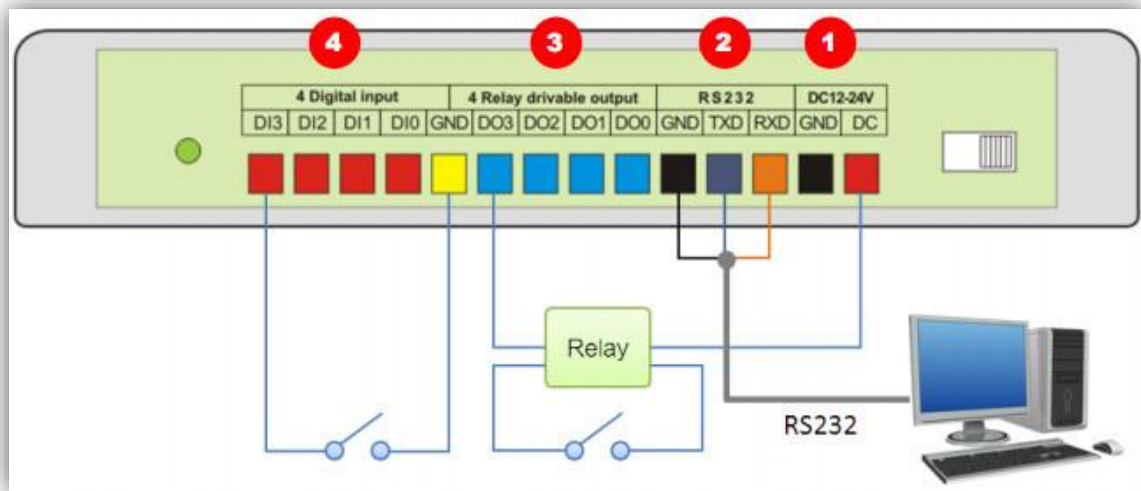 4 3 2 1
4 Digital input 4 Relay drivable output RS232 DC12-24V
DI3 DI2 DI1 DI0 GND DO3 DO2 DO1 DO0 GND TXD RXD GND DC
Relay
RS232